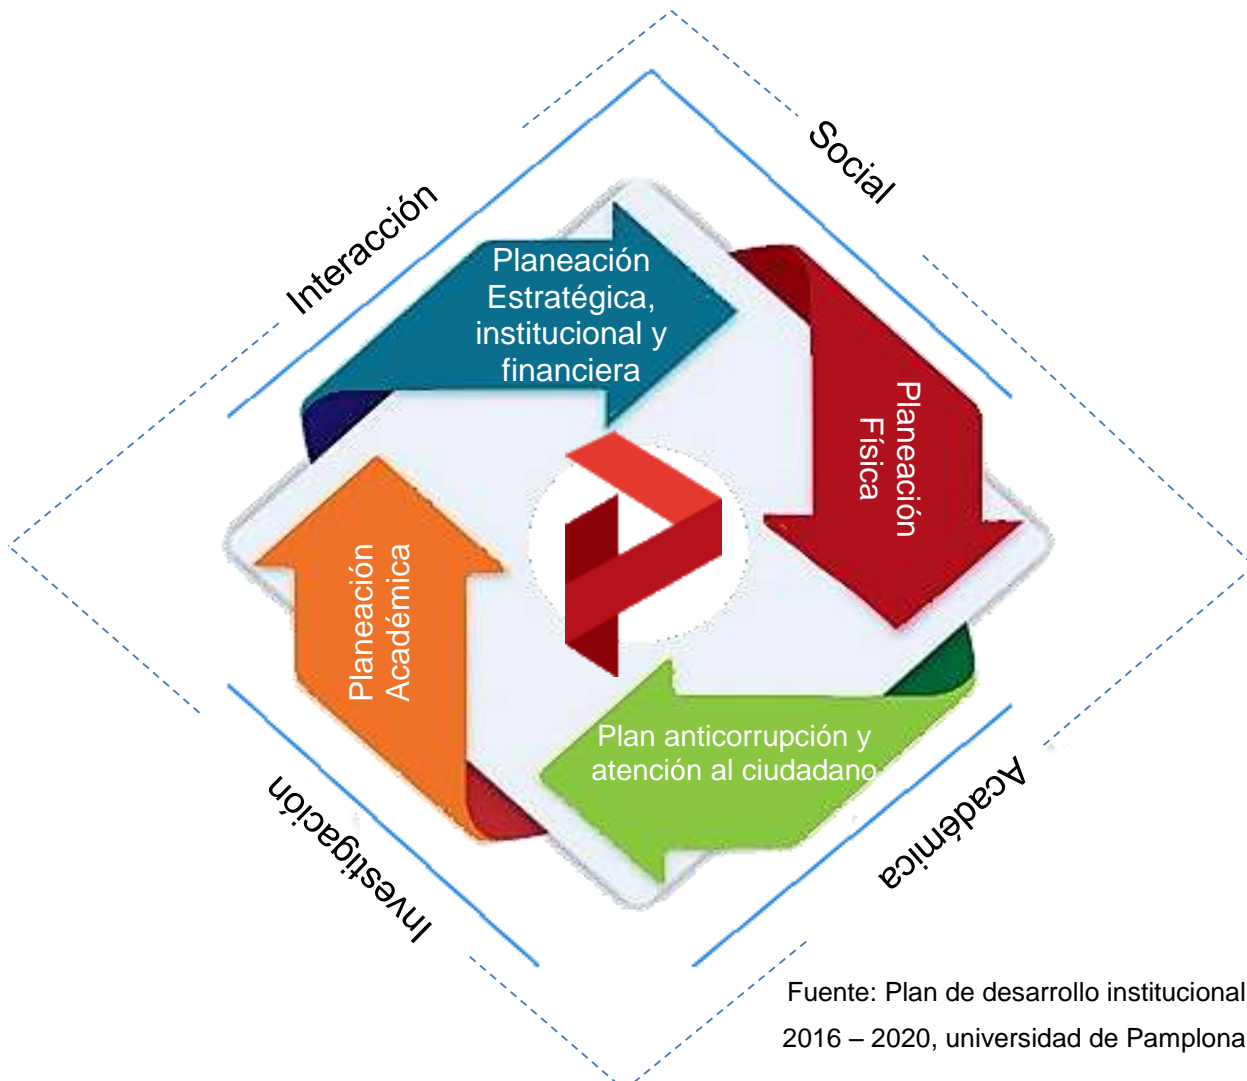 Interacción
Social
Planeación
Estratégica,
institucional y
financiera
Planeación
Física
Planeación
Académica
Plan anticorrupción y
atención al ciudadano
Investigación
Académica
Fuente: Plan de desarrollo institucional
2016 – 2020, universidad de Pamplona